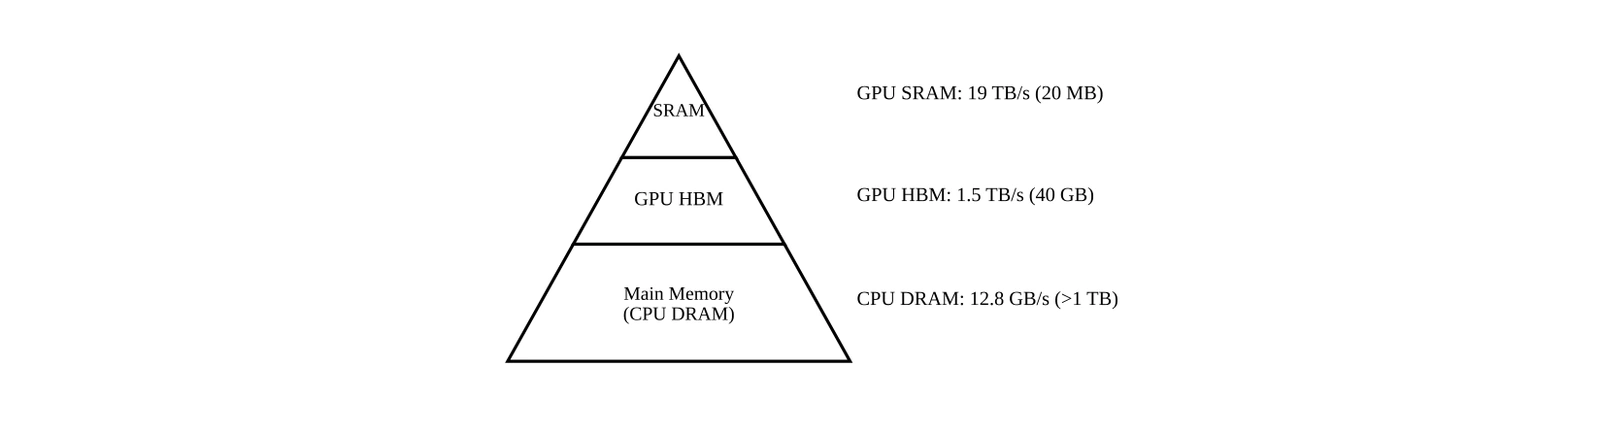 SRAM
GPU SRAM: 19 TB/s (20 MB)
GPU HBM
GPU HBM: 1.5 TB/s (40 GB)
Main Memory
(CPU DRAM)
CPU DRAM: 12.8 GB/s (>1 TB)